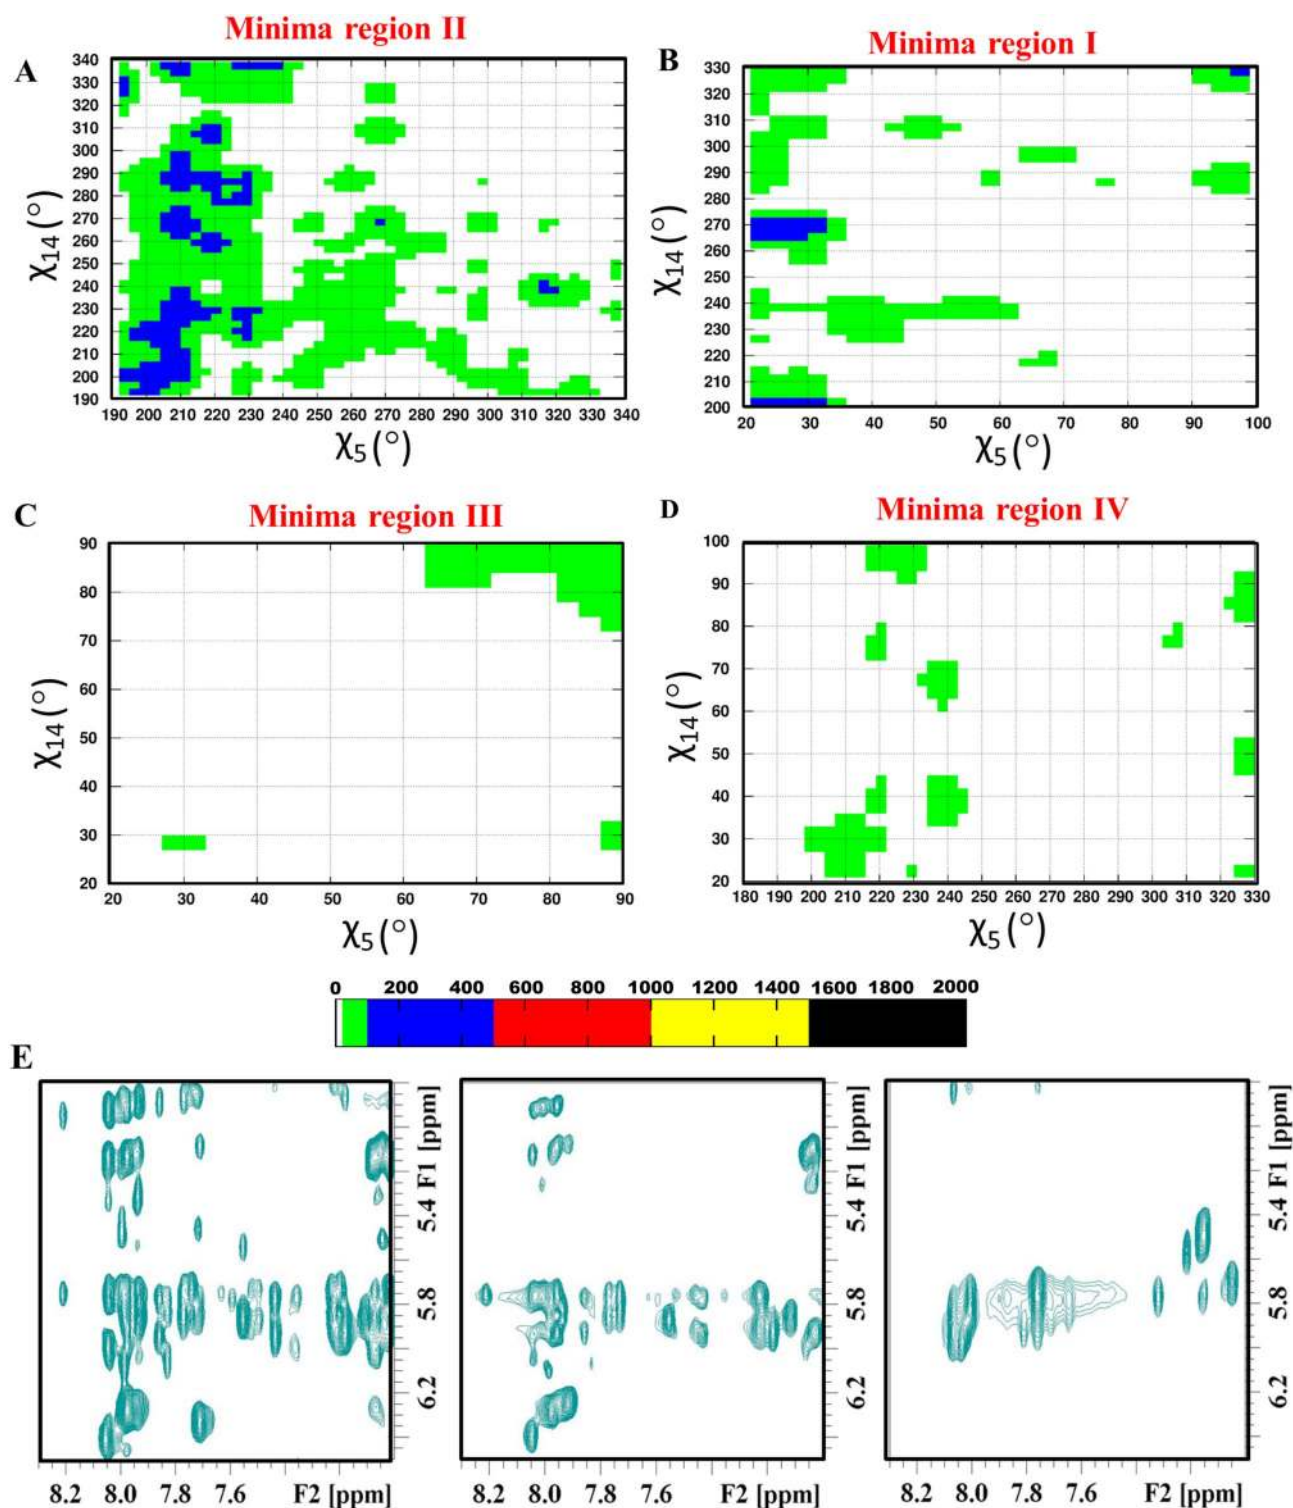 Minima region II
Minima region I
A
B
340
330
320
310
300
290
280
270
260
250
240
230
220
210
200
190
χ14 (°)
190 200 210 220 230 240 250 260 270 280 290 300 310 320 330 340
χ5 (°)
330
320
310
300
290
280
270
260
250
240
230
220
210
200
χ14 (°)
20 30 40 50 60 70 80 90 100
χ5 (°)
C
Minima region III
D
Minima region IV
90
80
70
60
50
40
30
20
χ14 (°)
20 30 40 50 60 70 80 90
χ5 (°)
100
90
80
70
60
50
40
30
20
χ14 (°)
180 190 200 210 220 230 240 250 260 270 280 290 300 310 320 330
χ5 (°)
0 200 400 600 800 1000 1200 1400 1600 1800 2000
E
6.2 5.8 5.4 F1 [ppm]
8.2 8.0 7.8 7.6 F2 [ppm]
6.2 5.8 5.4 F1 [ppm]
8.0 7.8 7.6 F2 [ppm]
6.2 5.8 5.4 F1 [ppm]
8.2 8.0 7.8 7.6 F2 [ppm]